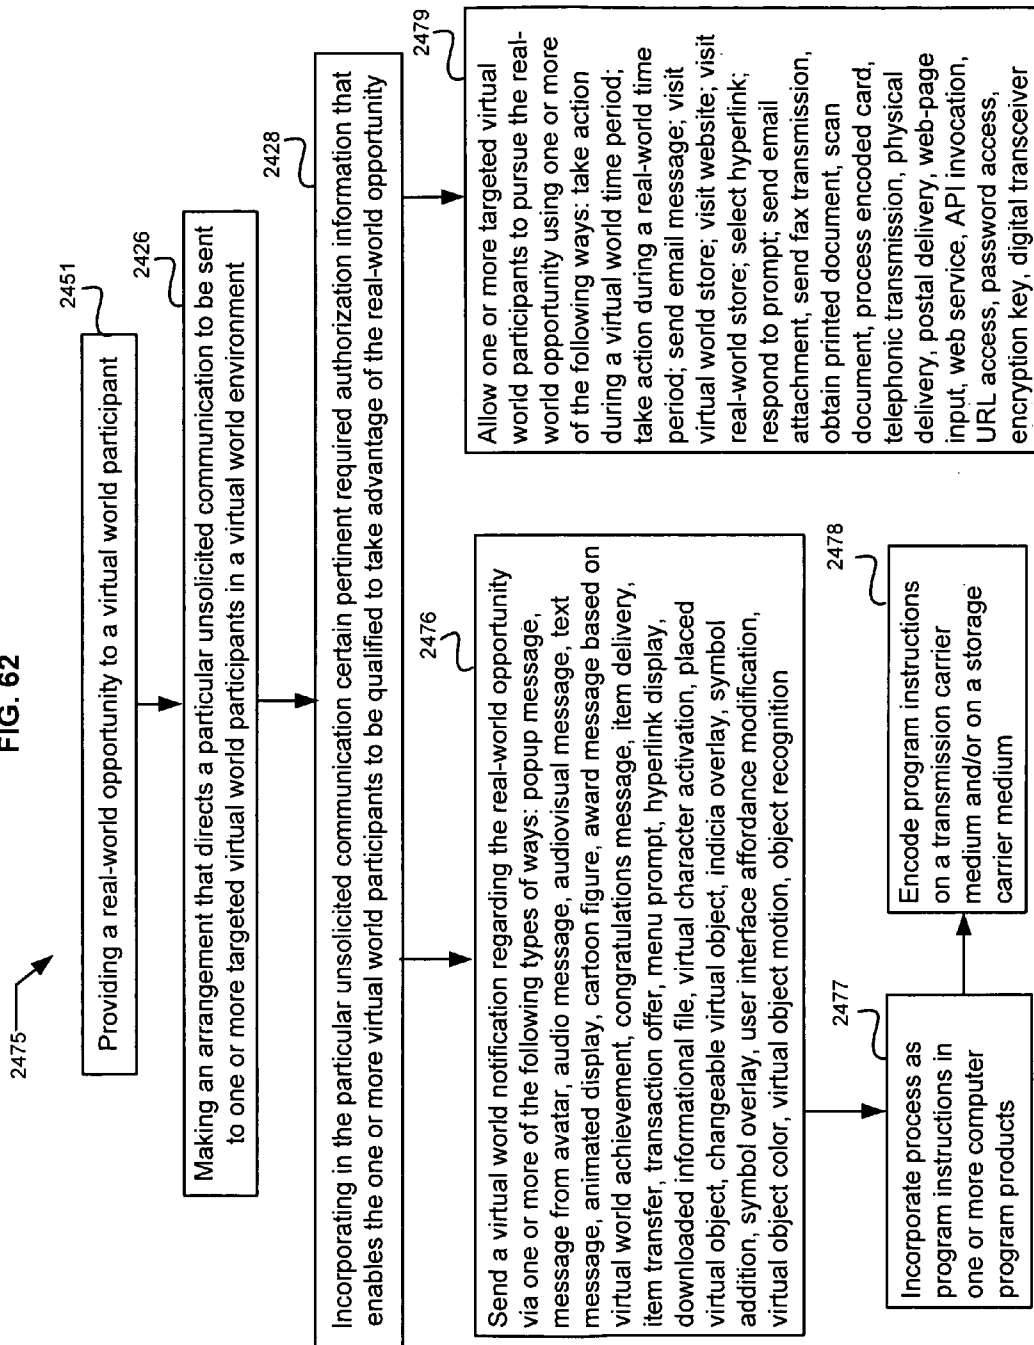 FIG. 62
2475
2451
Providing a real-world opportunity to a virtual world participant
2426
Making an arrangement that directs a particular unsolicited communication to be sent
to one or more targeted virtual world participants in a virtual world environment
2428
Incorporating in the particular unsolicited communication certain pertinent required authorization information that
enables the one or more virtual world participants to be qualified to take advantage of the real-world opportunity
2476
Send a virtual world notification regarding the real-world opportunity
via one or more of the following types of ways: popup message,
message from avatar, audio message, audiovisual message, text
message, animated display, cartoon figure, award message based on
virtual world achievement, congratulations message, item delivery,
item transfer, transaction offer, menu prompt, hyperlink display,
downloaded informational file, virtual character activation, placed
virtual object, changeable virtual object, indicia overlay, symbol
addition, symbol overlay, user interface affordance modification,
virtual object color, virtual object motion, object recognition
2479
Allow one or more targeted virtual
world participants to pursue the real-
world opportunity using one or more
of the following ways: take action
during a virtual world time period;
take action during a real-world time
period; send email message; visit
virtual world store; visit website; visit
real-world store; select hyperlink;
respond to prompt; send email
attachment, send fax transmission,
obtain printed document, scan
document, process encoded card,
telephonic transmission, physical
delivery, postal delivery, web-page
input, web service, API invocation,
URL access, password access,
encryption key, digital transceiver
2477
Incorporate process as
program instructions in
one or more computer
program products
2478
Encode program instructions
on a transmission carrier
medium and/or on a storage
carrier medium